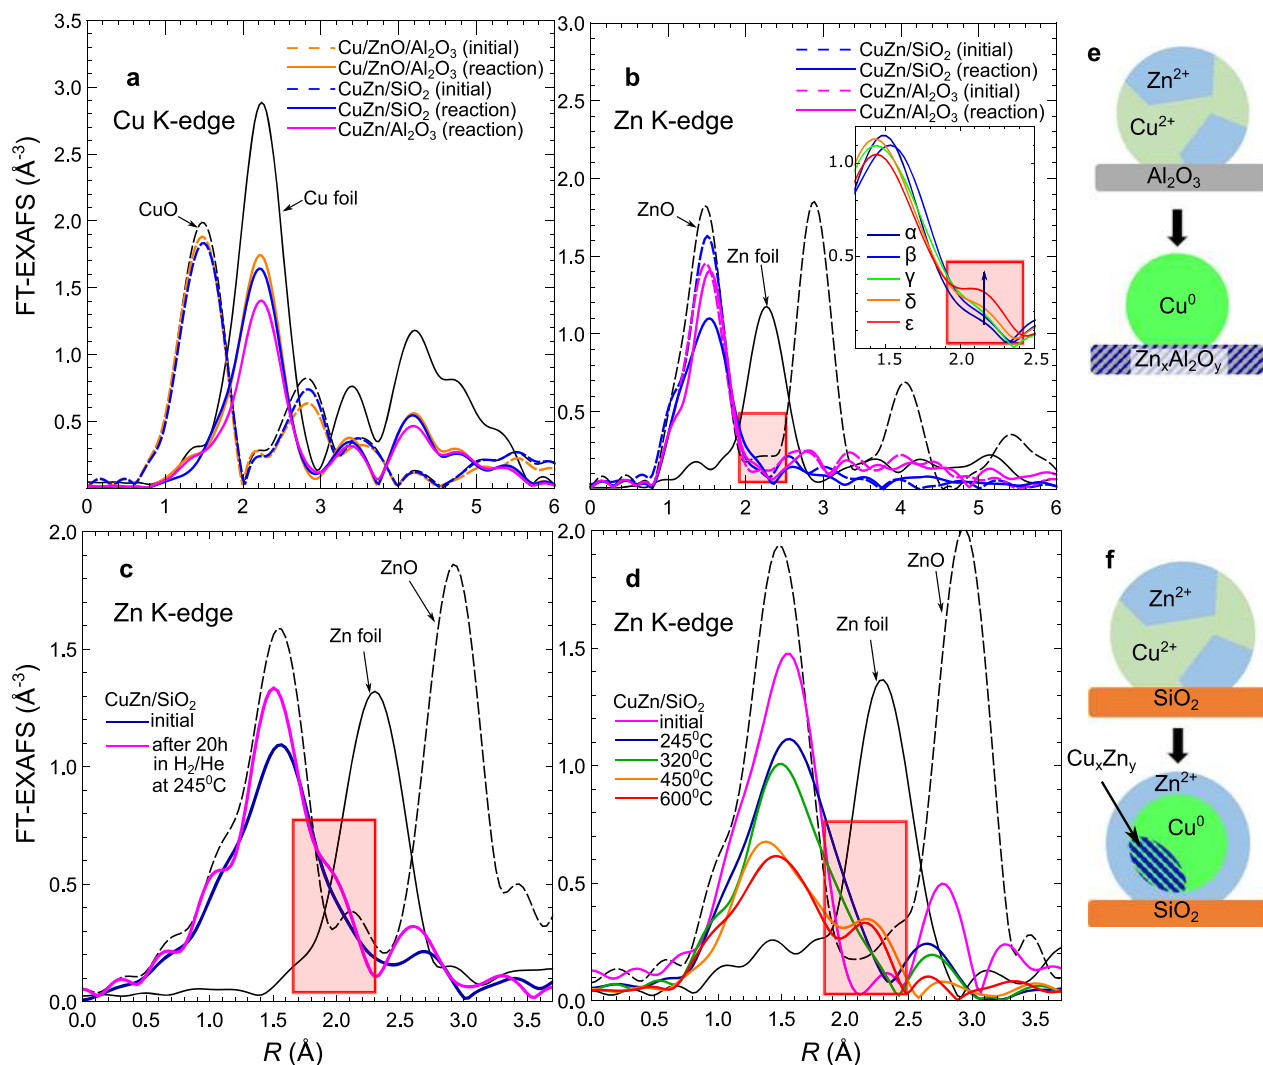 a
Cu K-edge
Cu/ZnO/Al₂O₃ (initial)
Cu/ZnO/Al₂O₃ (reaction)
CuZn/SiO₂ (initial)
CuZn/SiO₂ (reaction)
CuZn/Al₂O₃ (reaction)
CuO
Cu foil
FT-EXAFS (Å⁻³)
3.5
3.0
2.5
2.0
1.5
1.0
0.5
0 1 2 3 4 5 6
b
Zn K-edge
CuZn/SiO₂ (initial)
CuZn/SiO₂ (reaction)
CuZn/Al₂O₃ (initial)
CuZn/Al₂O₃ (reaction)
ZnO
Zn foil
3.0
2.5
2.0
1.5
1.0
0.5
0 1 2 3 4 5 6
1.0
0.5
α
β
γ
δ
ε
1.5 2.0 2.5
e
Zn²⁺
Cu²⁺
Al₂O₃
Cu⁰
ZnₓAl₂Oᵧ
c
Zn K-edge
ZnO
Zn foil
CuZn/SiO₂
initial
after 20h
in H₂/He
at 245⁰C
FT-EXAFS (Å⁻³)
2.0
1.5
1.0
0.5
0.0
0.0 0.5 1.0 1.5 2.0 2.5 3.0 3.5
R (Å)
d
Zn K-edge
ZnO
Zn foil
CuZn/SiO₂
initial
245⁰C
320⁰C
450⁰C
600⁰C
2.0
1.5
1.0
0.5
0.0
0.0 0.5 1.0 1.5 2.0 2.5 3.0 3.5
R (Å)
f
Zn²⁺
Cu²⁺
SiO₂
CuₓZnᵧ
Zn²⁺
Cu⁰
SiO₂